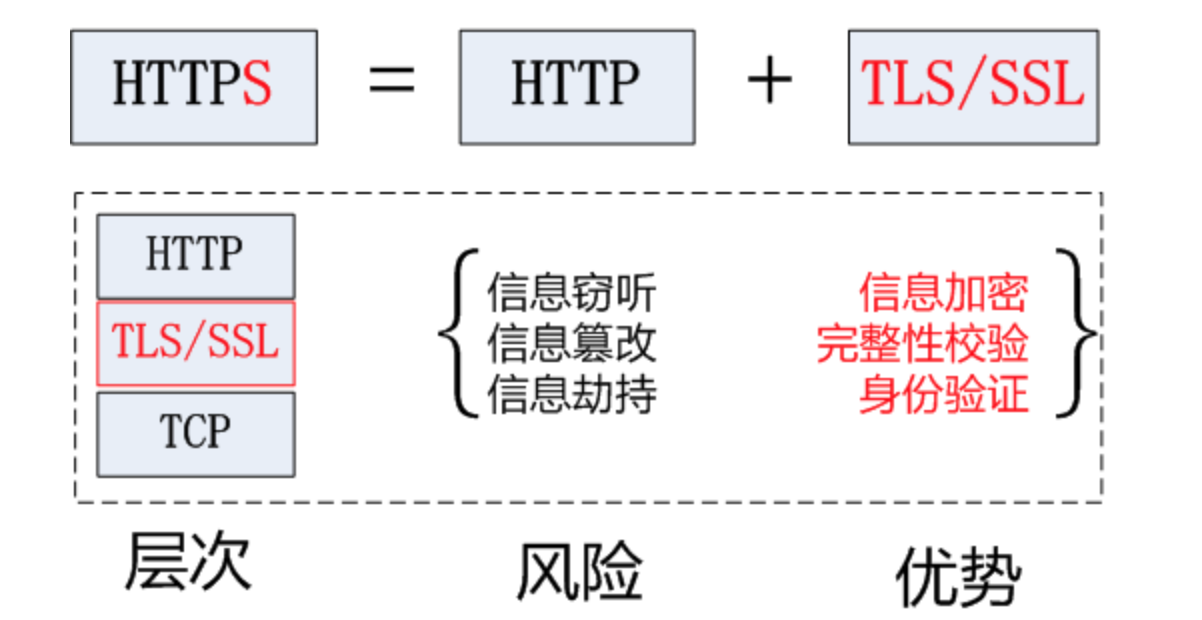 HTTPS = HTTP + TLS/SSL
HTTP
TLS/SSL
TCP
信息窃听
信息篡改
信息劫持
信息加密
完整性校验
身份验证
层次
风险
优势